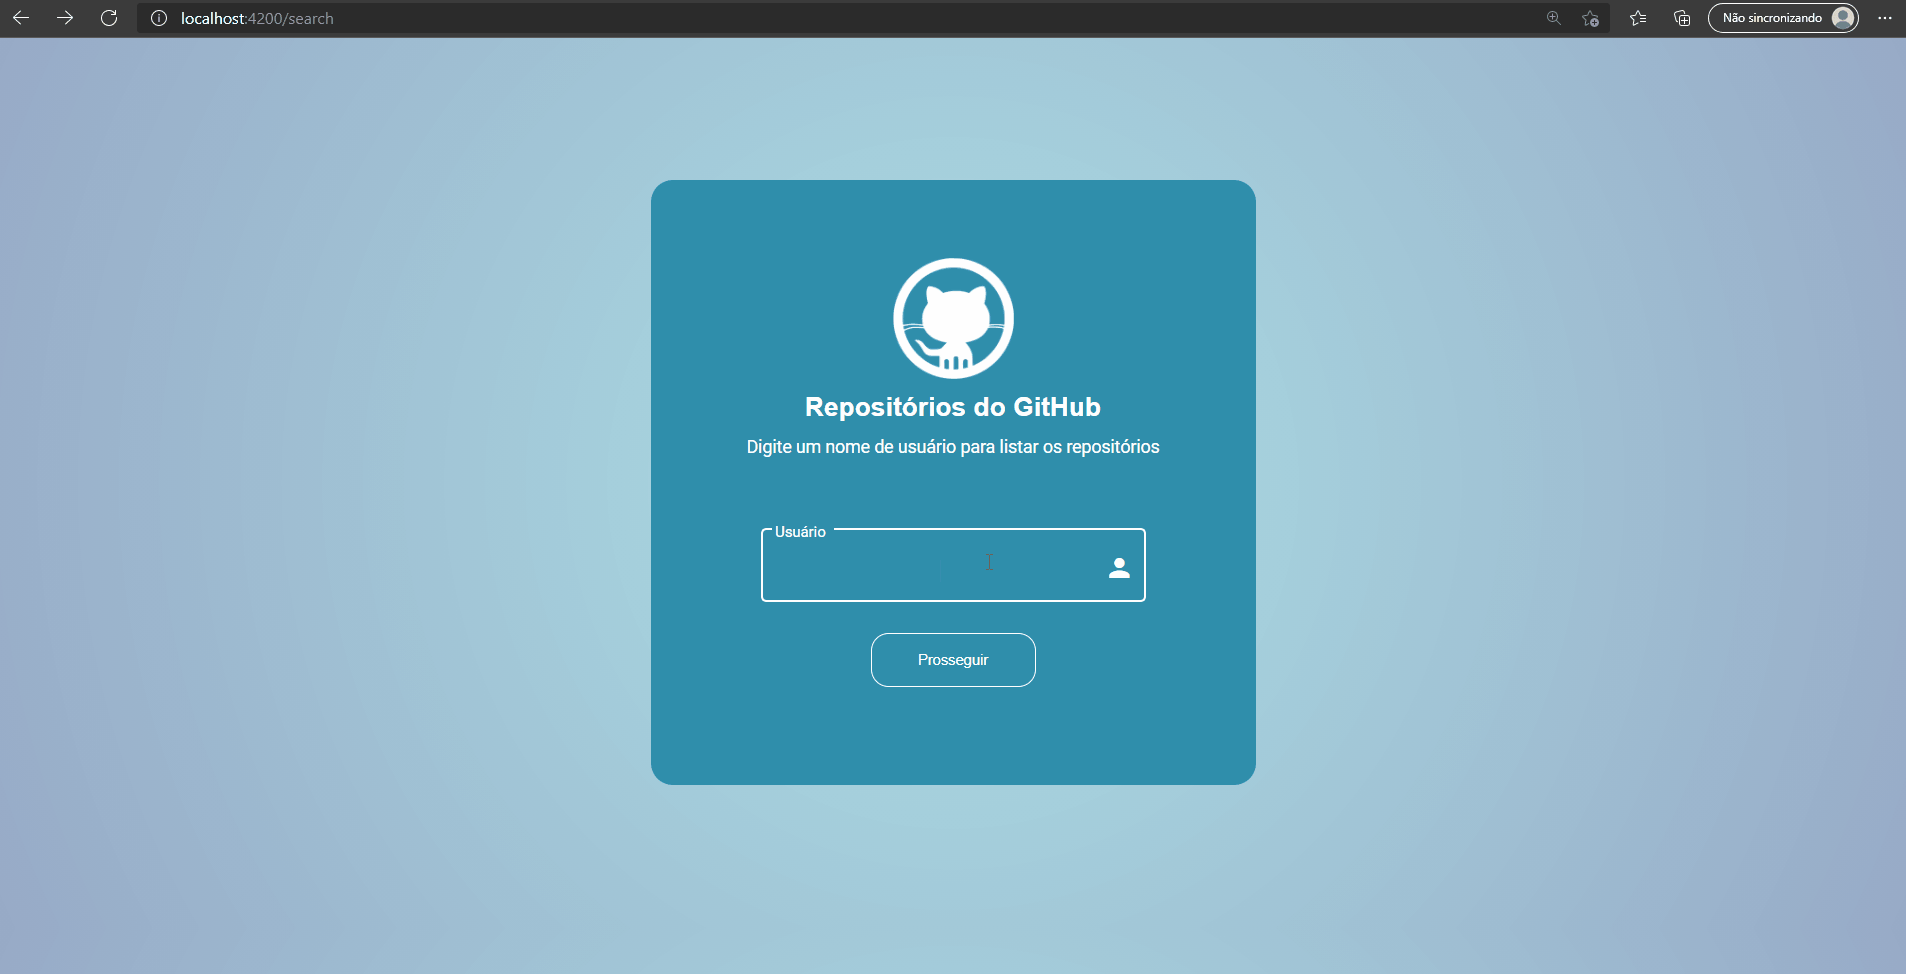 localhost:4200/search
Não sincronizando
Repositórios do GitHub
Digite um nome de usuário para listar os repositórios
Usuário
Prosseguir